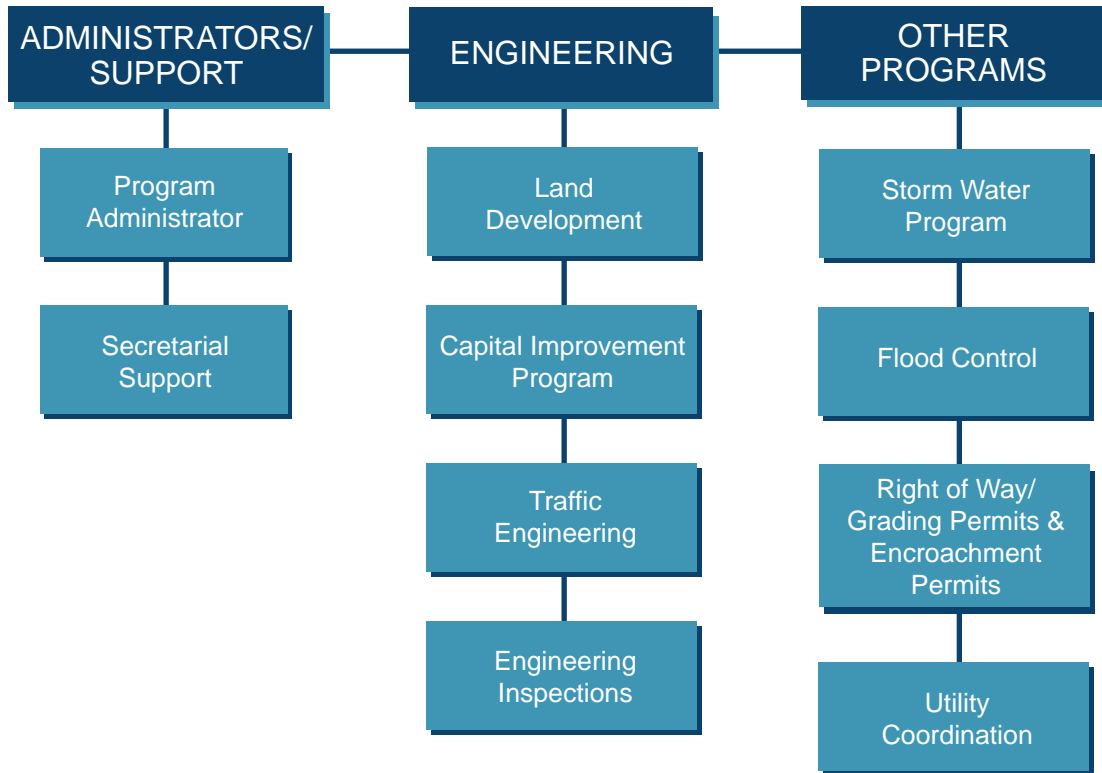 ADMINISTRATORS/
SUPPORT
Program
Administrator
Secretarial
Support
ENGINEERING
Land
Development
Capital Improvement
Program
Traffic
Engineering
Engineering
Inspections
OTHER
PROGRAMS
Storm Water
Program
Flood Control
Right of Way/
Grading Permits &
Encroachment
Permits
Utility
Coordination